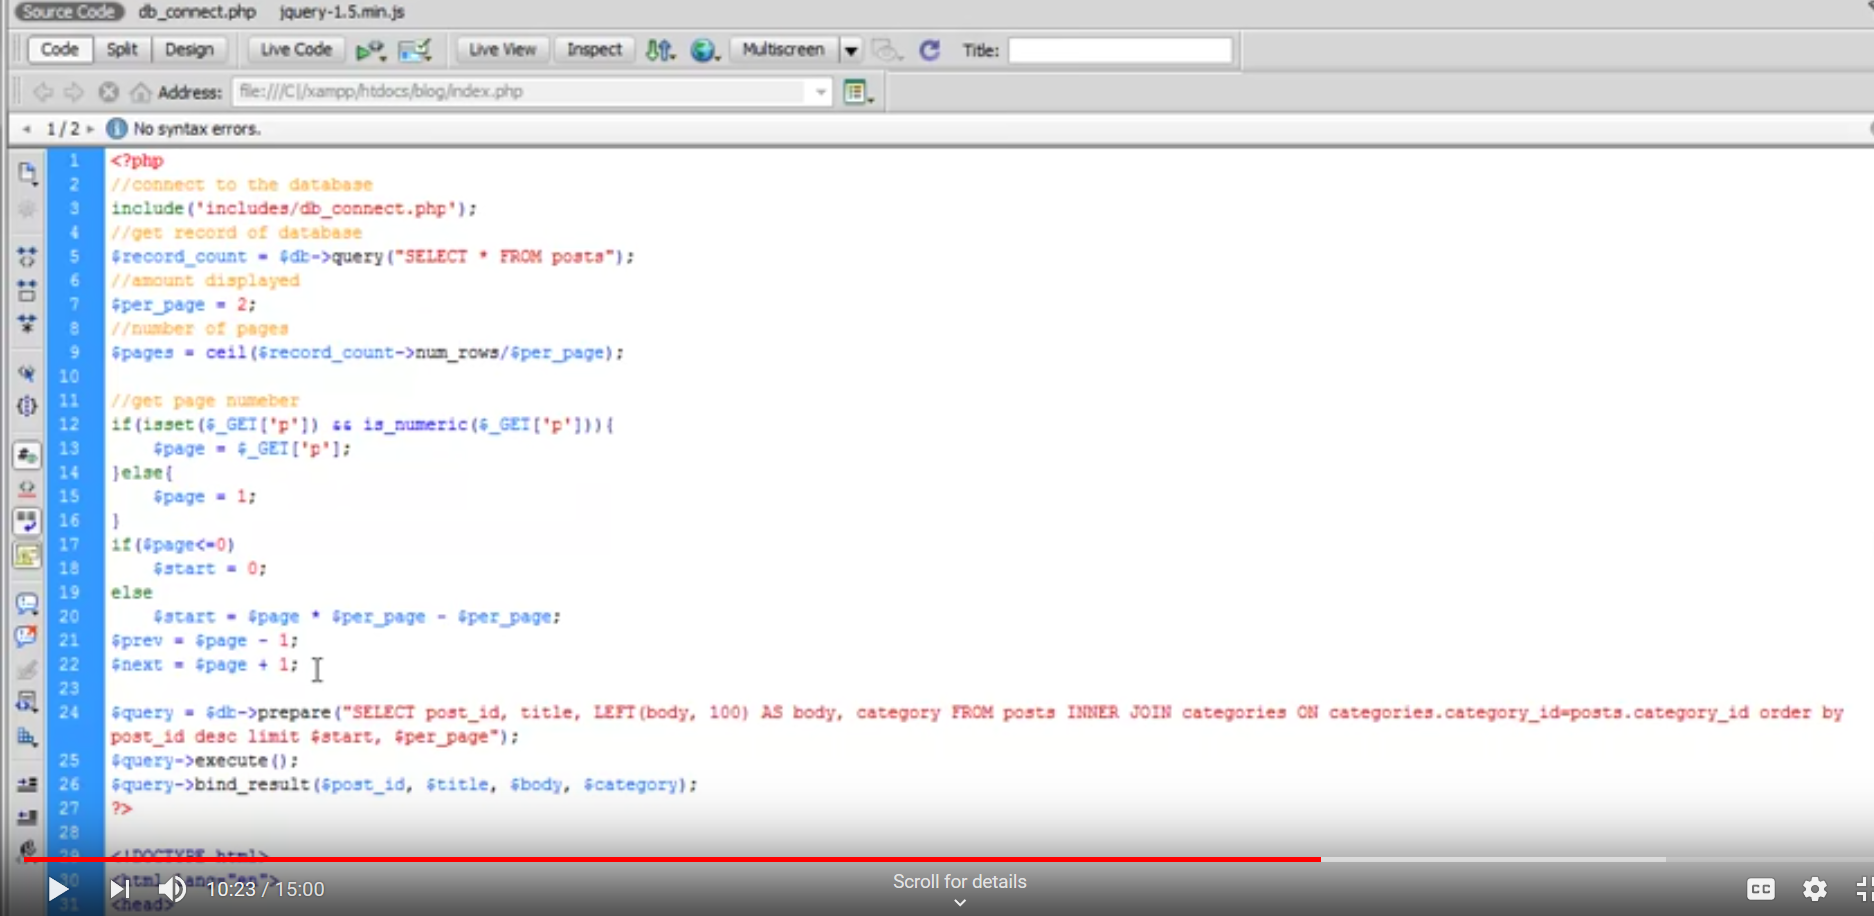 Source Code db_connect.php jquery-1.5.min.js
Code Split Design Live Code Live View Inspect Multiscreen Title:
Address: file:///C|/xampp/htdocs/blog/index.php
1 / 2 No syntax errors.
1 <?php
2 //connect to the database
3 include('includes/db_connect.php');
4 //get record of database
5 $record_count = $db->query("SELECT * FROM posts");
6 //amount displayed
7 $per_page = 2;
8 //number of pages
9 $pages = ceil($record_count->num_rows/$per_page);
10
11 //get page numeber
12 if(isset($_GET['p']) && is_numeric($_GET['p'])){
13 $page = $_GET['p'];
14 }else{
15 $page = 1;
16 }
17 if($page<=0)
18 $start = 0;
19 else
20 $start = $page * $per_page - $per_page;
21 $prev = $page - 1;
22 $next = $page + 1;
23
24 $query = $db->prepare("SELECT post_id, title, LEFT(body, 100) AS body, category FROM posts INNER JOIN categories ON categories.category_id=posts.category_id order by
post_id desc limit $start, $per_page");
25 $query->execute();
26 $query->bind_result($post_id, $title, $body, $category);
27 ?>
28
29 <!DOCTYPE html>
30 <html lang="en">
31 <head>
10:23 / 15:00
Scroll for details
CC